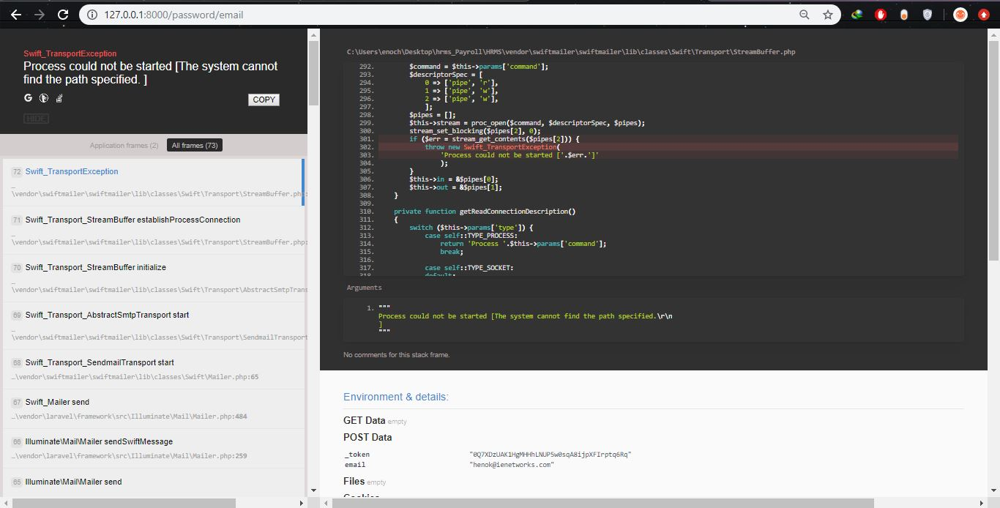 127.0.0.1:8000/password/email
Swift_TransportException
Process could not be started [The system cannot
find the path specified. ]
COPY
HIDE
Application frames (2) All frames (73)
72 Swift_TransportException
…
\vendor\swiftmailer\swiftmailer\lib\classes\Swift\Transport\StreamBuffer.php:
71 Swift_Transport_StreamBuffer establishProcessConnection
…
\vendor\swiftmailer\swiftmailer\lib\classes\Swift\Transport\StreamBuffer.php:
70 Swift_Transport_StreamBuffer initialize
…
\vendor\swiftmailer\swiftmailer\lib\classes\Swift\Transport\AbstractSmtpTrans
69 Swift_Transport_AbstractSmtpTransport start
…
\vendor\swiftmailer\swiftmailer\lib\classes\Swift\Transport\SendmailTransport
68 Swift_Transport_SendmailTransport start
…\vendor\swiftmailer\swiftmailer\lib\classes\Swift\Mailer.php:65
67 Swift_Mailer send
…\vendor\laravel\framework\src\Illuminate\Mail\Mailer.php:484
66 Illuminate\Mail\Mailer sendSwiftMessage
…\vendor\laravel\framework\src\Illuminate\Mail\Mailer.php:259
65 Illuminate\Mail\Mailer send
C:\Users\enoch\Desktop\hrms_Payroll\HRMS\vendor\swiftmailer\swiftmailer\lib\classes\Swift\Transport\StreamBuffer.php
292. $command = $this->params['command'];
293. $descriptorSpec = [
294. 0 => ['pipe', 'r'],
295. 1 => ['pipe', 'w'],
296. 2 => ['pipe', 'w'],
297. ];
298. $pipes = [];
299. $this->stream = proc_open($command, $descriptorSpec, $pipes);
300. stream_set_blocking($pipes[2], 0);
301. if ($err = stream_get_contents($pipes[2])) {
302. throw new Swift_TransportException(
303. 'Process could not be started ['.$err.']'
304. );
305. }
306. $this->in = &$pipes[0];
307. $this->out = &$pipes[1];
308. }
309.
310. private function getReadConnectionDescription()
311. {
312. switch ($this->params['type']) {
313. case self::TYPE_PROCESS:
314. return 'Process '.$this->params['command'];
315. break;
316.
317. case self::TYPE_SOCKET:
318. default:
Arguments
1. """
Process could not be started [The system cannot find the path specified.\r\n
]
"""
No comments for this stack frame.
Environment & details:
GET Data empty
POST Data
_token "0Q7XDzUAK1HgMHHhLNUP5w0sqA8ijpXFIrptq6Rq"
email "henok@ienetworks.com"
Files empty
Cookies